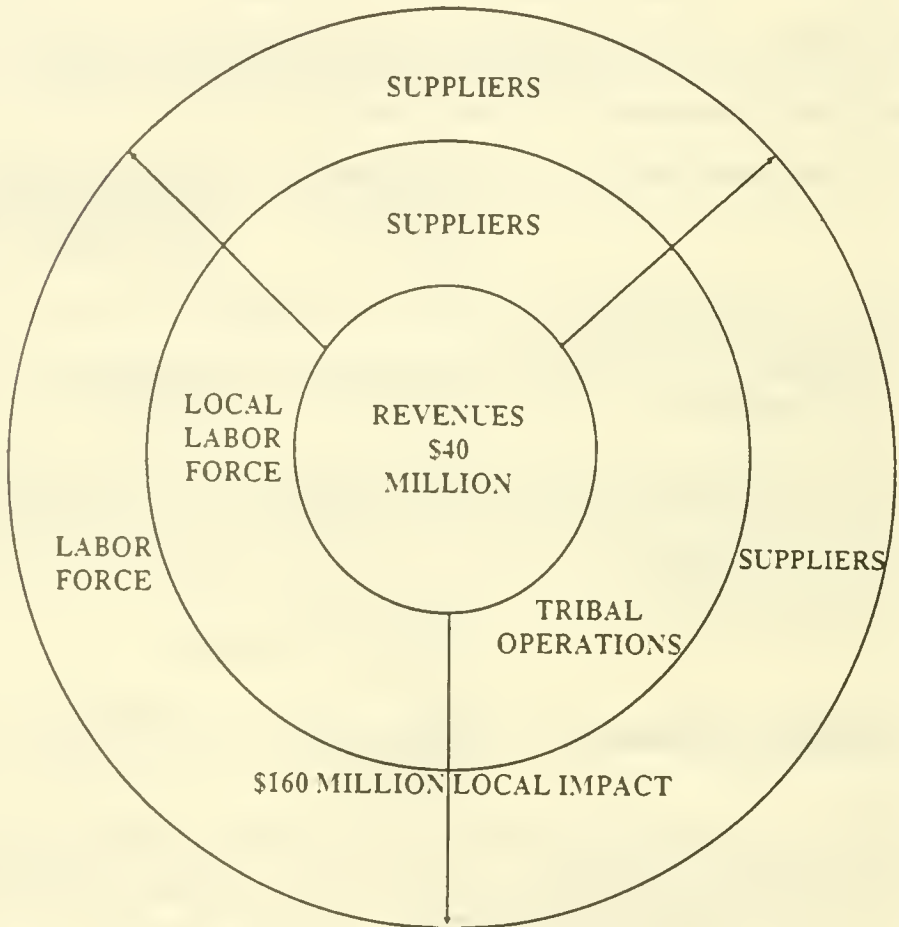 SUPPLIERS
SUPPLIERS
LOCAL
LABOR
FORCE
REVENUES
$40
MILLION
LABOR
FORCE
SUPPLIERS
TRIBAL
OPERATIONS
$160 MILLION LOCAL IMPACT